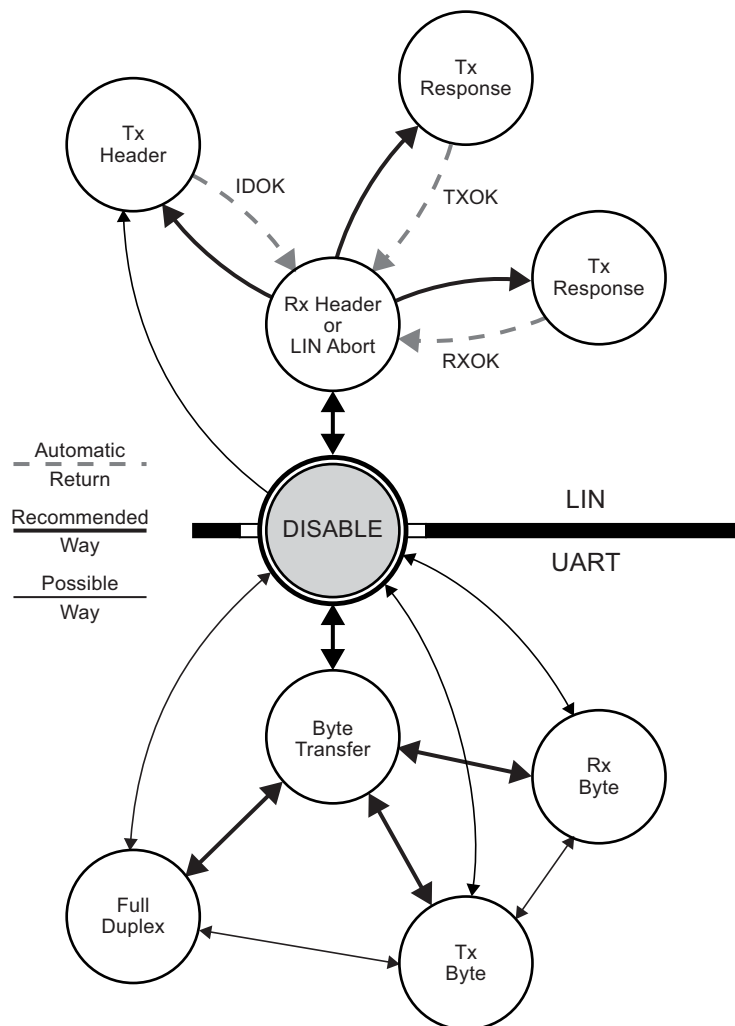 Tx
Response
Tx
Header
IDOK
TXOK
Tx
Response
Rx Header
or
LIN Abort
RXOK
Automatic
Return
Recommended
Way
Possible
Way
LIN
DISABLE
UART
Byte
Transfer
Rx
Byte
Full
Duplex
Tx
Byte